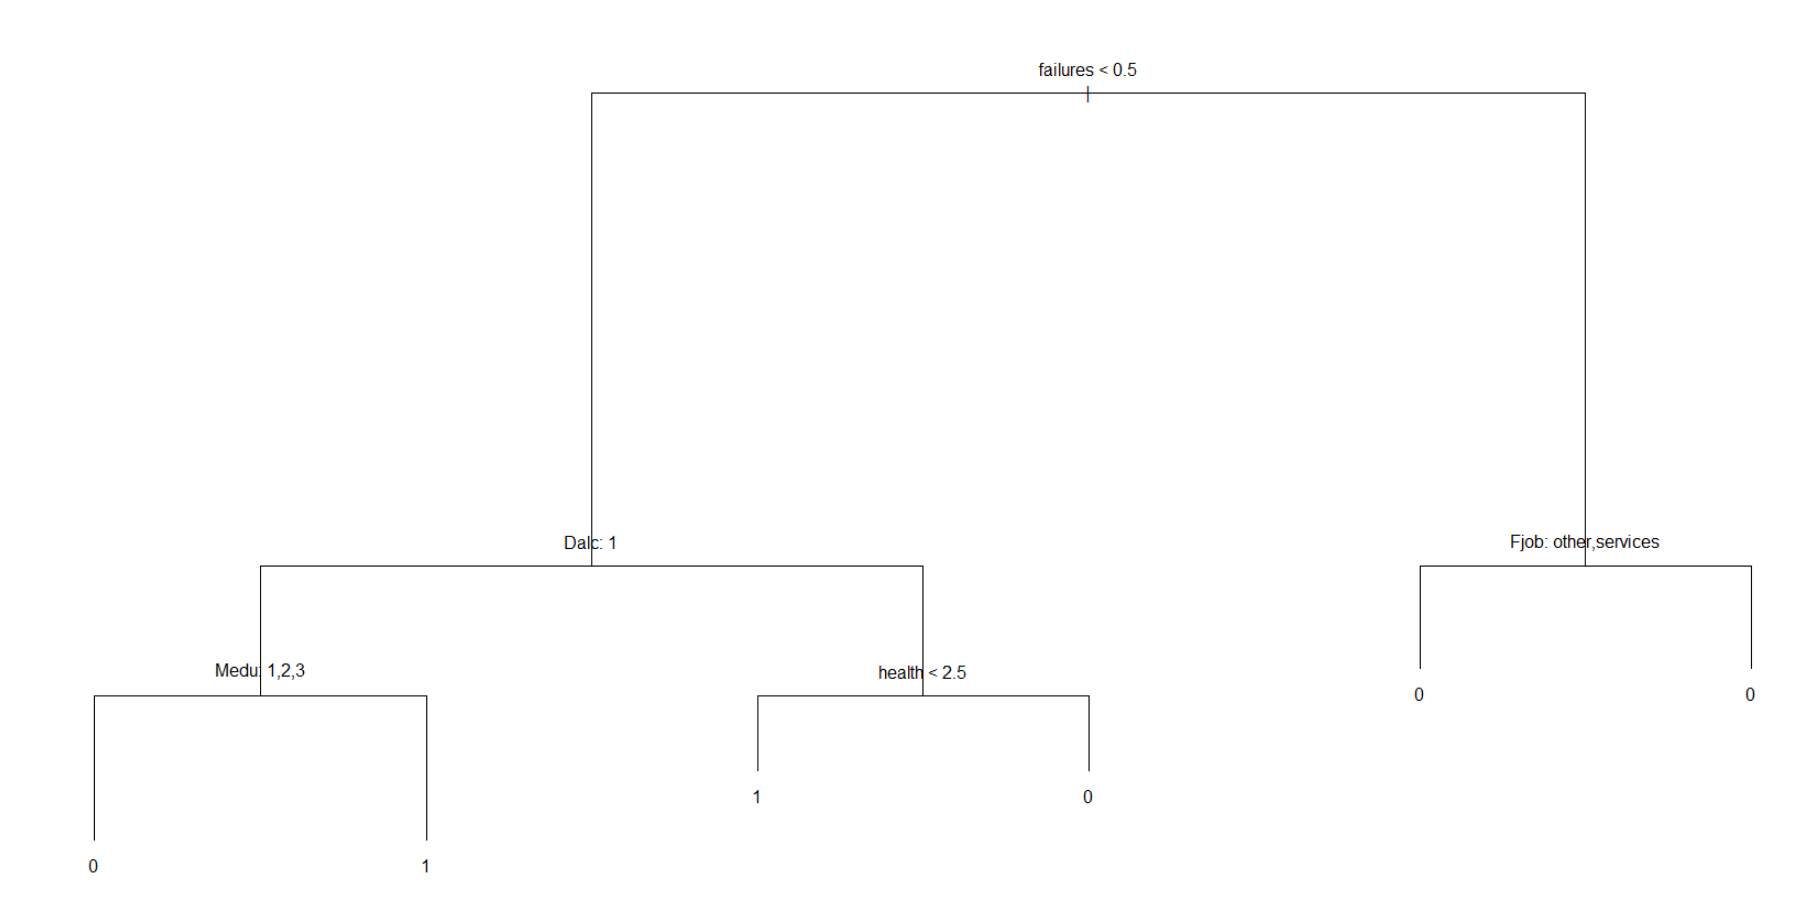 failures < 0.5
Dalc: 1
Fjob: other,services
Medu: 1,2,3
health < 2.5
0
0
1
0
0
1